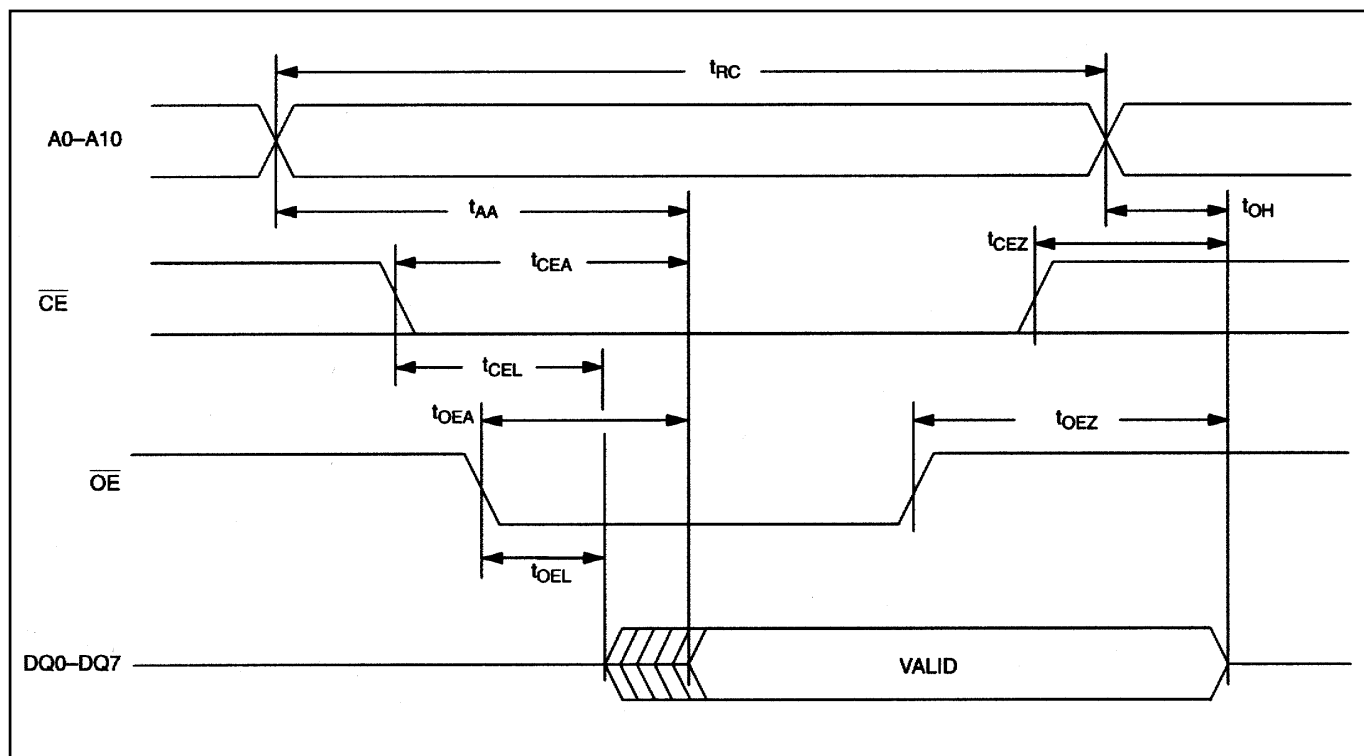 tRC
A0–A10
tAA
tOH
tCEZ
tCEA
CE
tCEL
tOEA
tOEZ
OE
tOEL
DQ0–DQ7
VALID